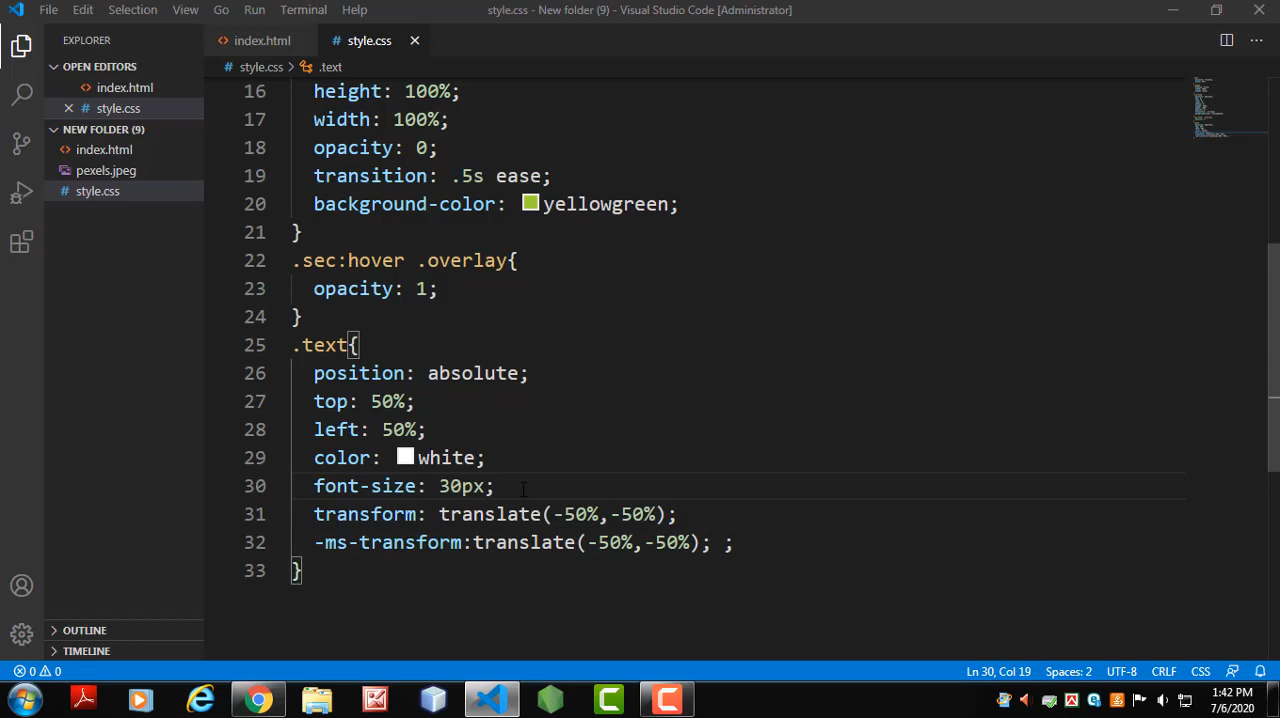 File Edit Selection View Go Run Terminal Help style.css - New folder (9) - Visual Studio Code [Administrator]
EXPLORER
index.html style.css
OPEN EDITORS
index.html
style.css
NEW FOLDER (9)
index.html
pexels.jpeg
style.css
OUTLINE
TIMELINE
style.css .text
16 height: 100%;
17 width: 100%;
18 opacity: 0;
19 transition: .5s ease;
20 background-color: yellowgreen;
21 }
22 .sec:hover .overlay{
23 opacity: 1;
24 }
25 .text{
26 position: absolute;
27 top: 50%;
28 left: 50%;
29 color: white;
30 font-size: 30px;
31 transform: translate(-50%,-50%);
32 -ms-transform:translate(-50%,-50%); ;
33 }
0 0 Ln 30, Col 19 Spaces: 2 UTF-8 CRLF CSS
1:42 PM
7/6/2020